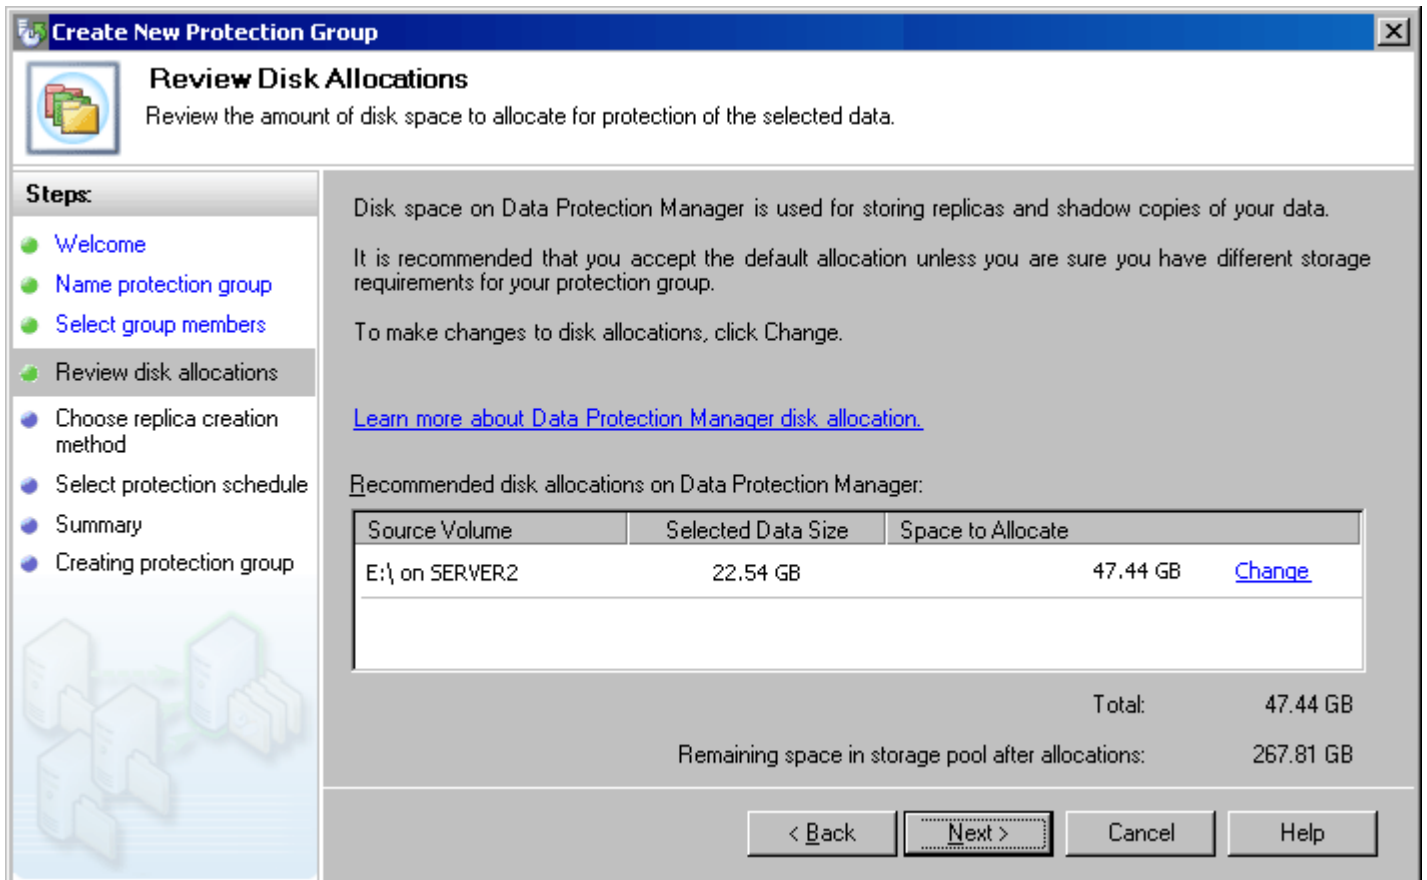 Create New Protection Group
Review Disk Allocations
Review the amount of disk space to allocate for protection of the selected data.
Steps:
Welcome
Name protection group
Select group members
Review disk allocations
Choose replica creation
method
Select protection schedule
Summary
Creating protection group
Disk space on Data Protection Manager is used for storing replicas and shadow copies of your data.
It is recommended that you accept the default allocation unless you are sure you have different storage
requirements for your protection group.
To make changes to disk allocations, click Change.
Learn more about Data Protection Manager disk allocation.
Recommended disk allocations on Data Protection Manager:
Source Volume Selected Data Size Space to Allocate
E:\ on SERVER2 22.54 GB 47.44 GB Change
Total: 47.44 GB
Remaining space in storage pool after allocations: 267.81 GB
< Back Next > Cancel Help